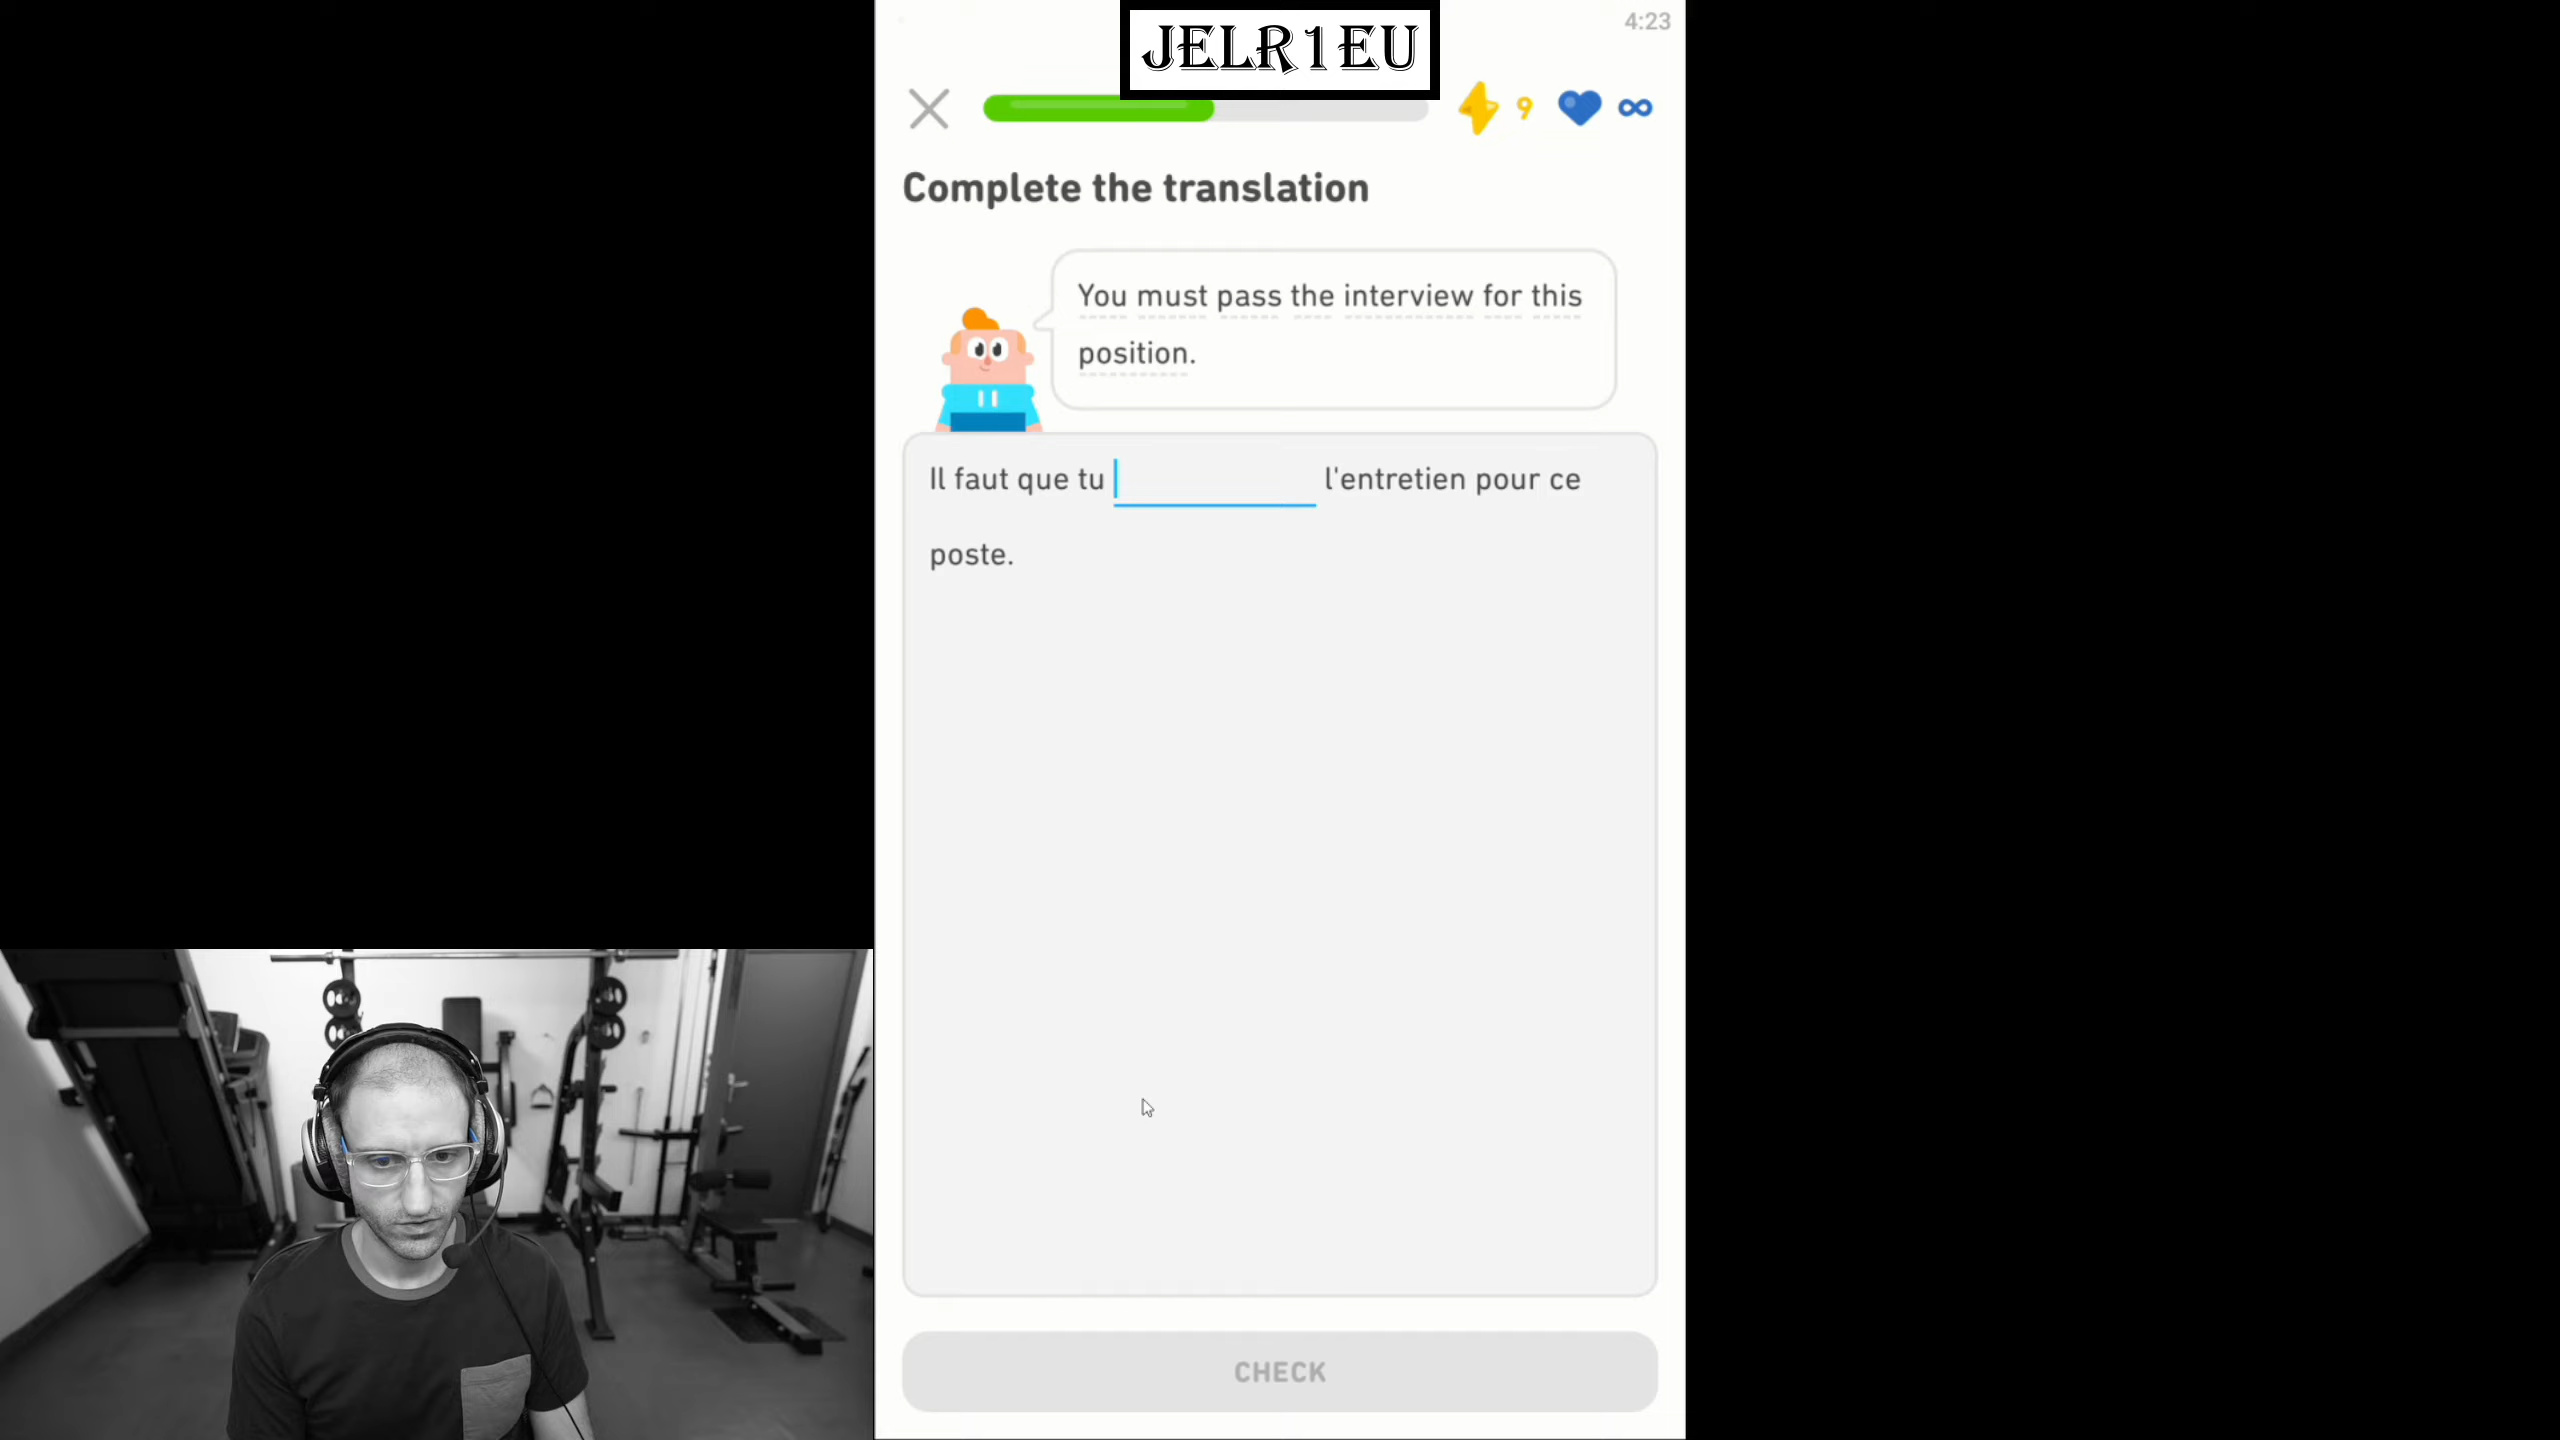 JELR1EU
4:23
9 ∞
Complete the translation
You must pass the interview for this
position.
Il faut que tu l'entretien pour ce
poste.
CHECK